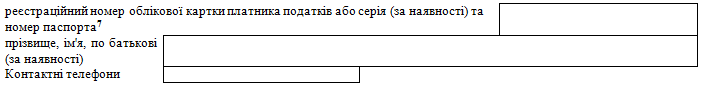 реєстраційний номер облікової картки платника податків або серія (за наявності) та
номер паспорта⁷
прізвище, ім'я, по батькові
(за наявності)
Контактні телефони